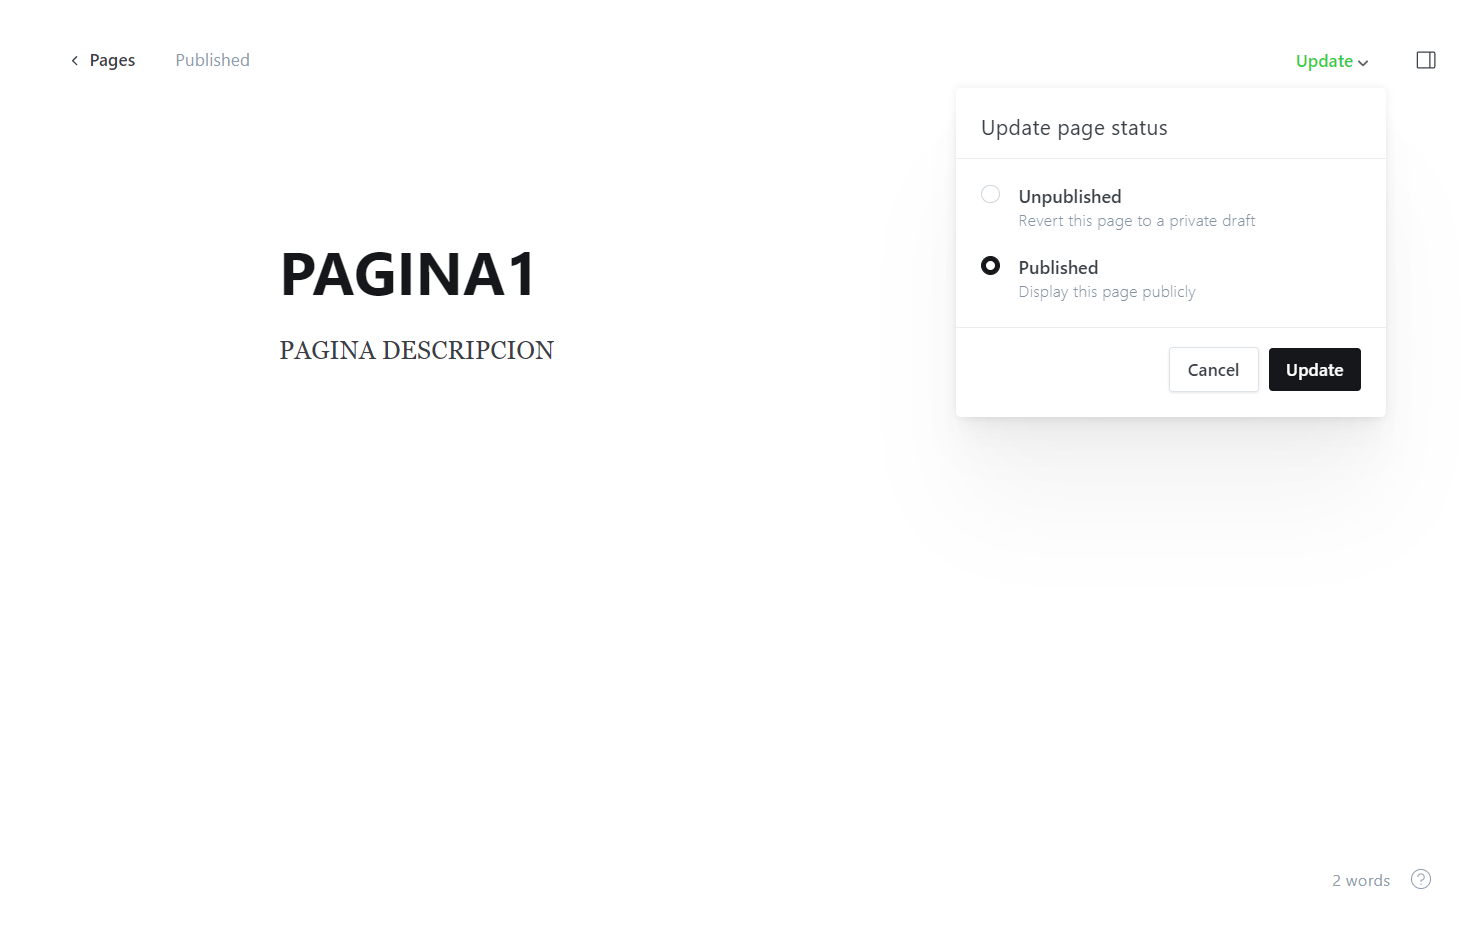 Pages
Published
Update
Update page status
Unpublished
Revert this page to a private draft
Published
Display this page publicly
Cancel
Update
PAGINA1
PAGINA DESCRIPCION
2 words
?